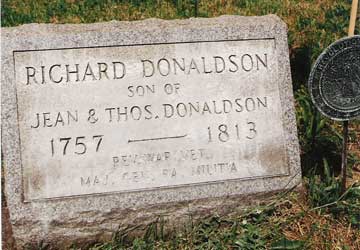 RICHARD DONALDSON
SON OF
JEAN & THOS. DONALDSON
1757 — 1813
REV. WAR VET.
MAJ. GEN. PA. MILITIA